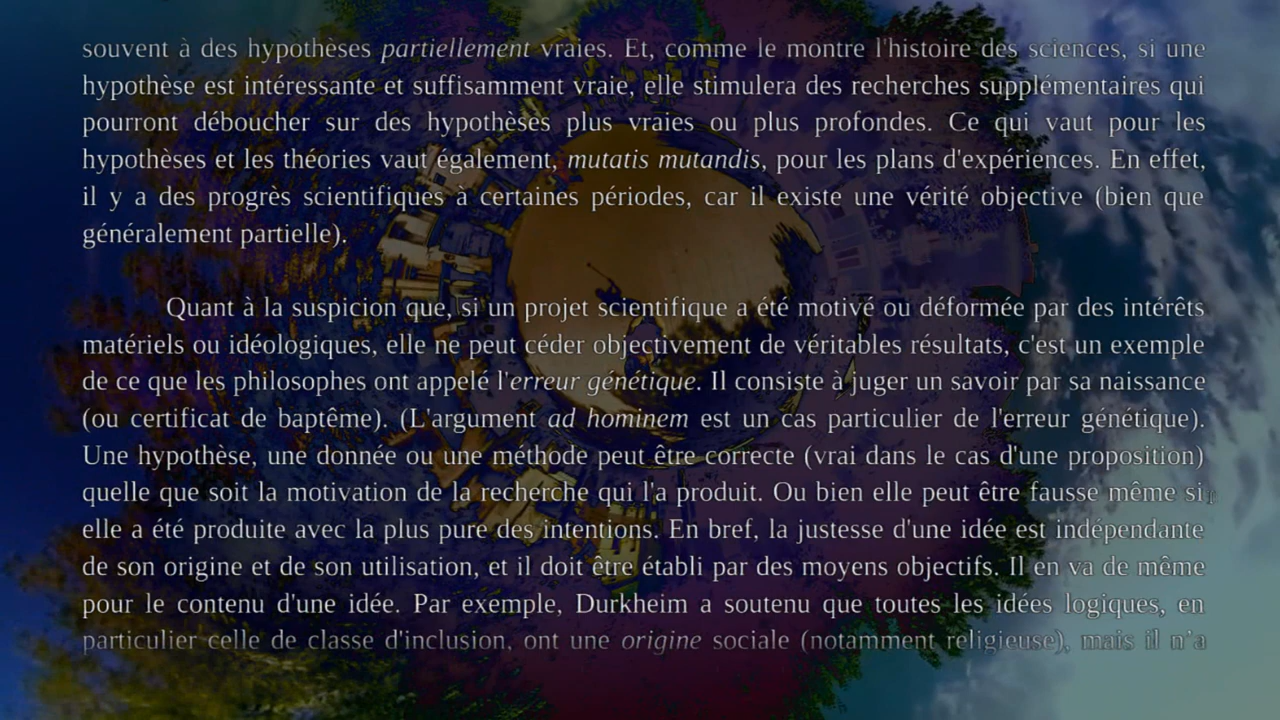 souvent à des hypothèses partiellement vraies. Et, comme le montre l'histoire des sciences, si une
hypothèse est intéressante et suffisamment vraie, elle stimulera des recherches supplémentaires qui
pourront déboucher sur des hypothèses plus vraies ou plus profondes. Ce qui vaut pour les
hypothèses et les théories vaut également, mutatis mutandis, pour les plans d'expériences. En effet,
il y a des progrès scientifiques à certaines périodes, car il existe une vérité objective (bien que
généralement partielle).
Quant à la suspicion que, si un projet scientifique a été motivé ou déformée par des intérêts
matériels ou idéologiques, elle ne peut céder objectivement de véritables résultats, c'est un exemple
de ce que les philosophes ont appelé l'erreur génétique. Il consiste à juger un savoir par sa naissance
(ou certificat de baptême). (L'argument ad hominem est un cas particulier de l'erreur génétique).
Une hypothèse, une donnée ou une méthode peut être correcte (vrai dans le cas d'une proposition)
quelle que soit la motivation de la recherche qui l'a produit. Ou bien elle peut être fausse même si
elle a été produite avec la plus pure des intentions. En bref, la justesse d'une idée est indépendante
de son origine et de son utilisation, et il doit être établi par des moyens objectifs. Il en va de même
pour le contenu d'une idée. Par exemple, Durkheim a soutenu que toutes les idées logiques, en
particulier celle de classe d'inclusion, ont une origine sociale (notamment religieuse), mais il n'a